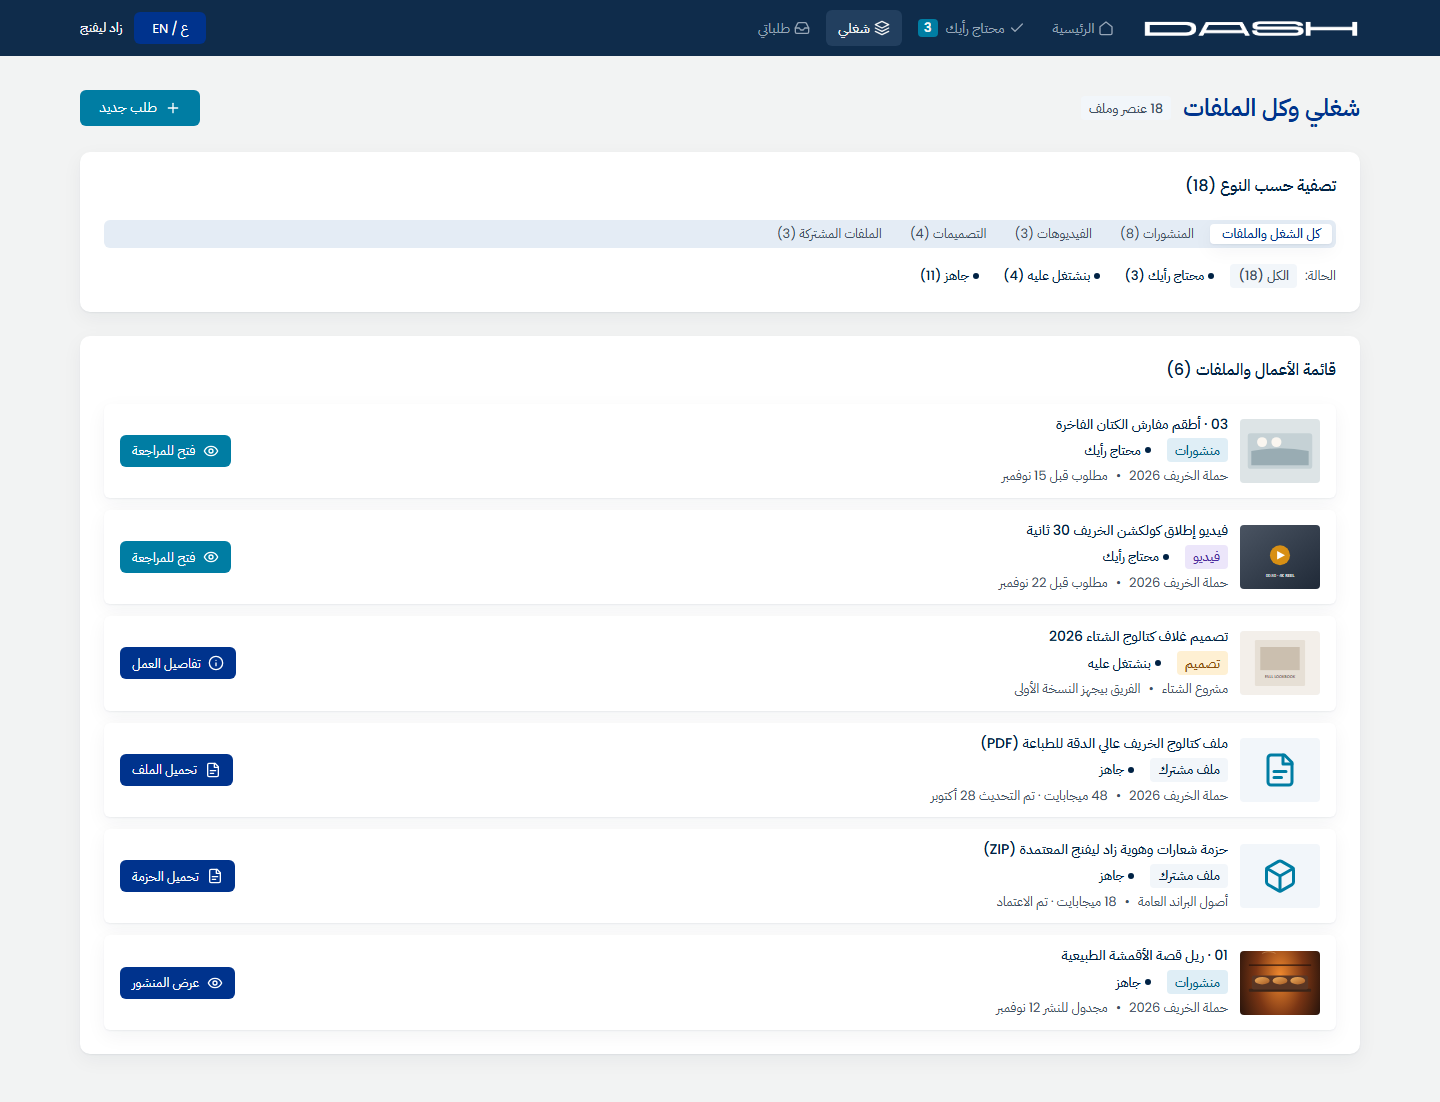 DASH
الرئيسية
محتاج رأيك 3
شغلي
طلباتي
ع / EN
زاد ليفنج
شغلي وكل الملفات
18 عنصر وملف
+ طلب جديد
تصفية حسب النوع (18)
كل الشغل والملفات
المنشورات (8)
الفيديوهات (3)
التصميمات (4)
الملفات المشتركة (3)
الحالة:
الكل (18)
• محتاج رأيك (3)
• بنشتغل عليه (4)
• جاهز (11)
قائمة الأعمال والملفات (6)
03 · أطقم مفارش الكتان الفاخرة
منشورات • محتاج رأيك
حملة الخريف 2026 • مطلوب قبل 15 نوفمبر
فتح للمراجعة
فيديو إطلاق كولكشن الخريف 30 ثانية
فيديو • محتاج رأيك
حملة الخريف 2026 • مطلوب قبل 22 نوفمبر
فتح للمراجعة
تصميم غلاف كتالوج الشتاء 2026
تصميم • بنشتغل عليه
مشروع الشتاء • الفريق بيجهز النسخة الأولى
تفاصيل العمل
ملف كتالوج الخريف عالي الدقة للطباعة (PDF)
ملف مشترك • جاهز
حملة الخريف 2026 • 48 ميجابايت · تم التحديث 28 أكتوبر
تحميل الملف
حزمة شعارات وهوية زاد ليفنج المعتمدة (ZIP)
ملف مشترك • جاهز
أصول البراند العامة • 18 ميجابايت · تم الاعتماد
تحميل الحزمة
01 · ريل قصة الأقمشة الطبيعية
منشورات • جاهز
حملة الخريف 2026 • مجدول للنشر 12 نوفمبر
عرض المنشور